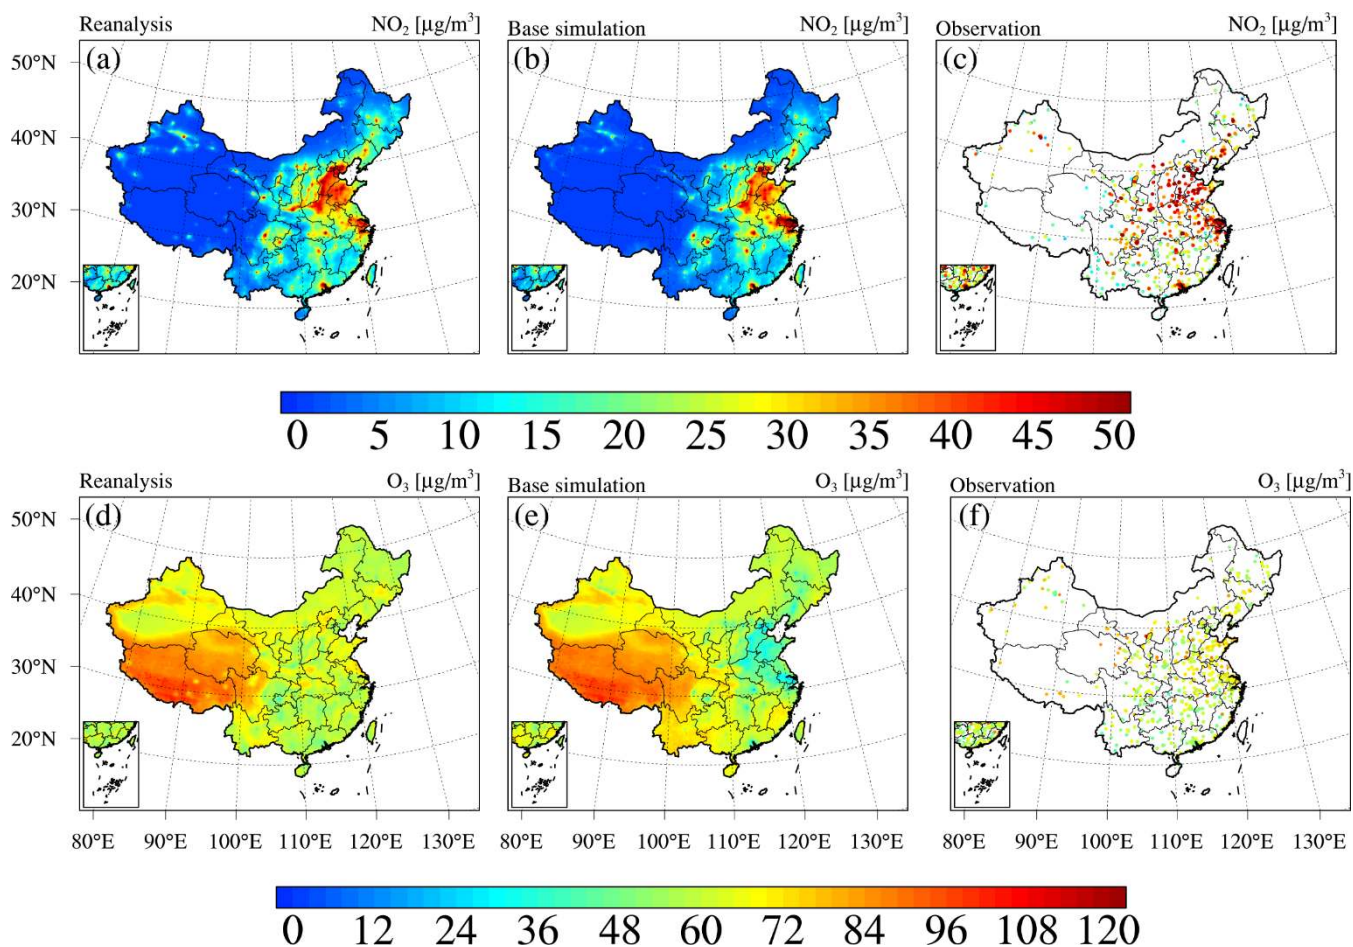 Reanalysis NO₂ [µg/m³] Base simulation NO₂ [µg/m³] Observation NO₂ [µg/m³]
(a) (b) (c)
50°N
40°N
30°N
20°N
0 5 10 15 20 25 30 35 40 45 50
Reanalysis O₃ [µg/m³] Base simulation O₃ [µg/m³] Observation O₃ [µg/m³]
(d) (e) (f)
50°N
40°N
30°N
20°N
80°E 90°E 100°E 110°E 120°E 130°E 80°E 90°E 100°E 110°E 120°E 130°E 80°E 90°E 100°E 110°E 120°E 130°E
0 12 24 36 48 60 72 84 96 108 120